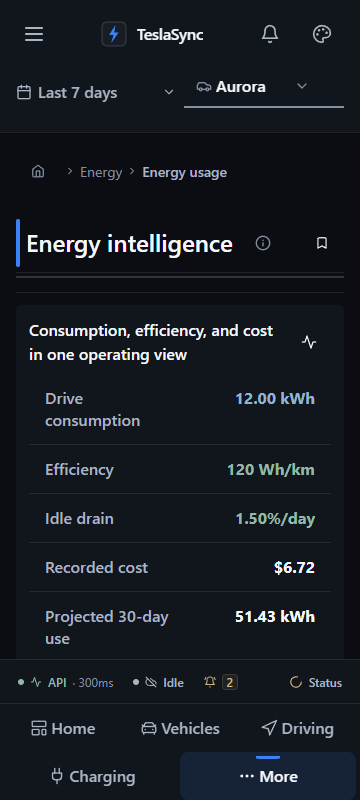 TeslaSync
Last 7 days
Aurora
Energy
Energy usage
Energy intelligence
Consumption, efficiency, and cost
in one operating view
Drive
consumption
12.00 kWh
Efficiency
120 Wh/km
Idle drain
1.50%/day
Recorded cost
$6.72
Projected 30-day
use
51.43 kWh
API · 300ms
Idle
2
Status
Home
Vehicles
Driving
Charging
More